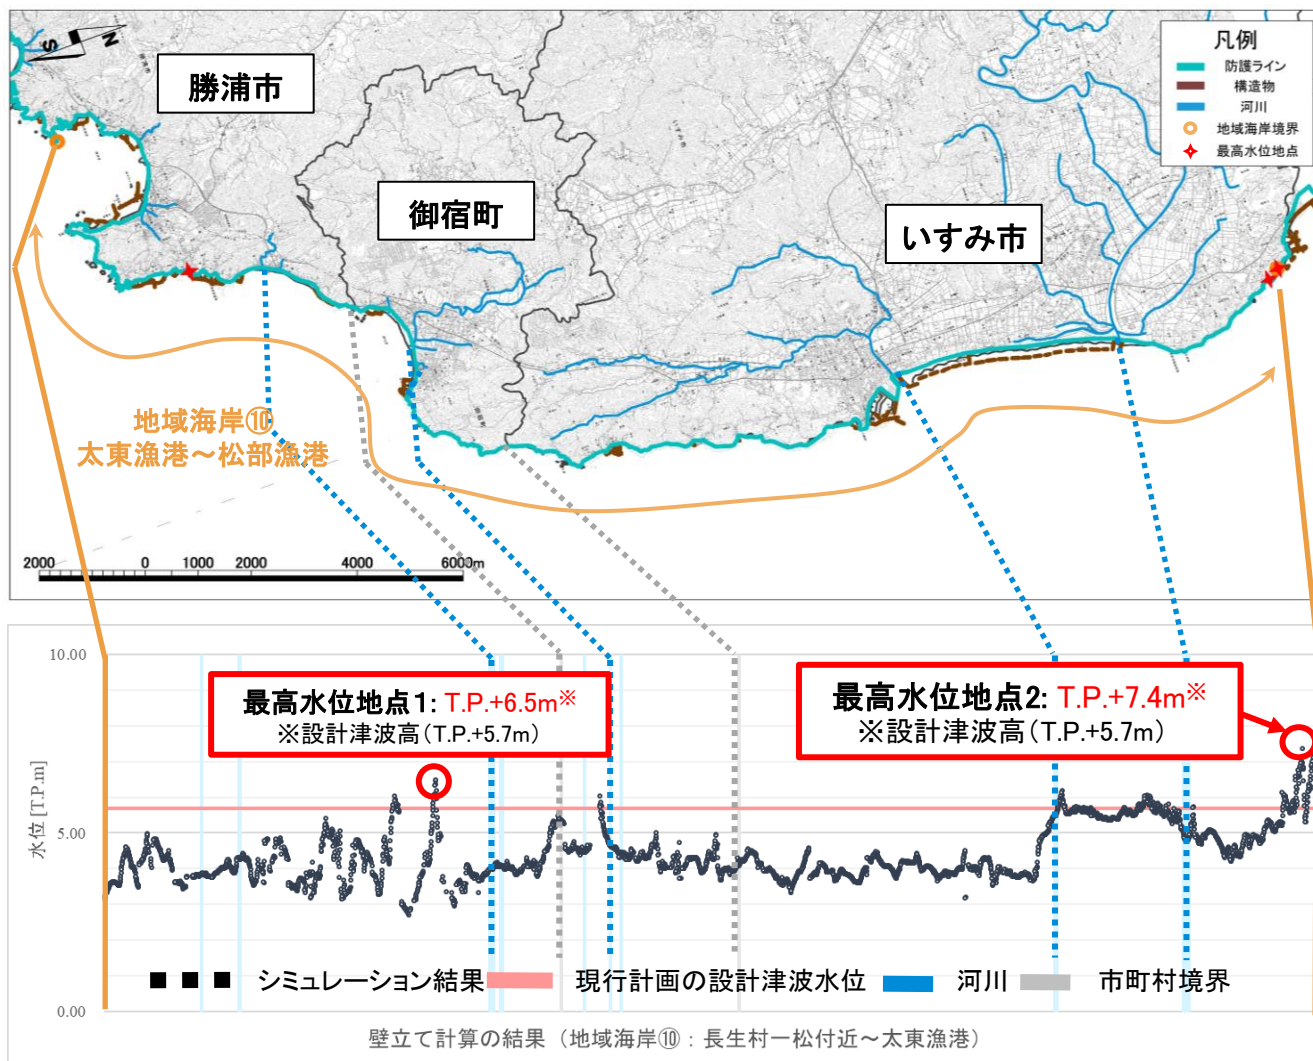 S
N
勝浦市
御宿町
いすみ市
凡例
防護ライン
構造物
河川
地域海岸境界
最高水位地点
地域海岸⑩
太東漁港～松部漁港
2000 0 1000 2000 4000 6000m
10.00
5.00
0.00
水位 [T.P.m]
最高水位地点1: T.P.+6.5m※
※設計津波高(T.P.+5.7m)
最高水位地点2: T.P.+7.4m※
※設計津波高(T.P.+5.7m)
シミュレーション結果 現行計画の設計津波水位 河川 市町村境界
壁立て計算の結果（地域海岸⑩：長生村一松付近～太東漁港）